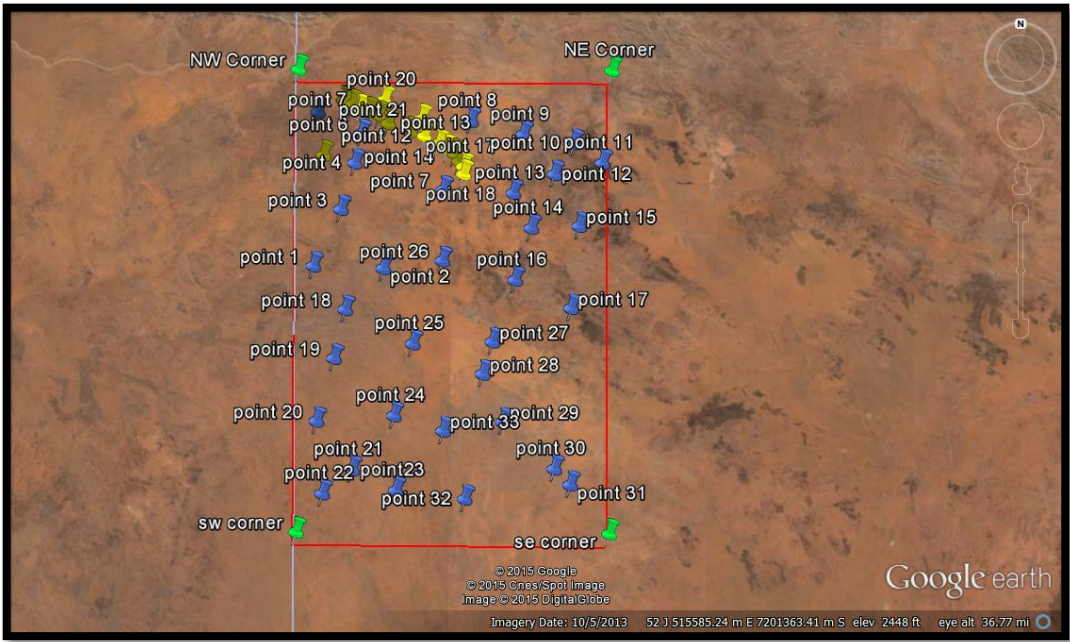 NW Corner
NE Corner
point 20
point 7
point 8
point 21
point 9
point 6
point 13
point 12
point 17
point 10
point 11
point 4
point 14
point 13
point 12
point 7
point 18
point 3
point 14
point 15
point 1
point 26
point 16
point 2
point 18
point 17
point 25
point 27
point 19
point 28
point 24
point 20
point 33
point 29
point 21
point 30
point 22
point23
point 32
point 31
sw corner
se corner
© 2015 Google
© 2015 Cnes/Spot Image
Image © 2015 DigitalGlobe
Google earth
N
Imagery Date: 10/5/2013 52 J 515585.24 m E 7201363.41 m S elev 2448 ft eye alt 36.77 mi